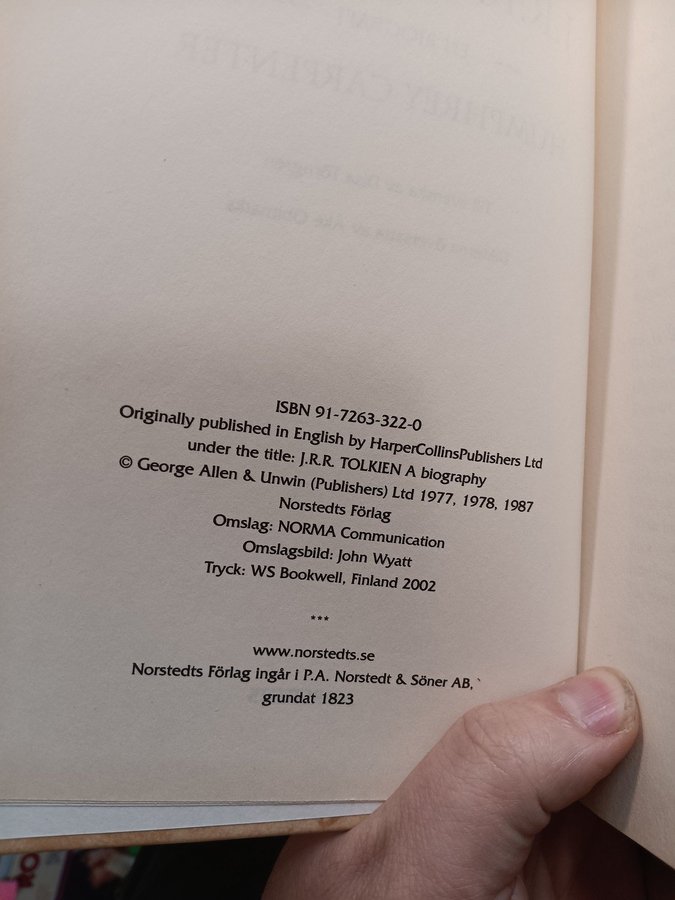 HUMPHREY CARPENTER
ISBN 91-7263-322-0
Originally published in English by HarperCollinsPublishers Ltd
under the title: J.R.R. TOLKIEN A biography
© George Allen & Unwin (Publishers) Ltd 1977, 1978, 1987
Norstedts Förlag
Omslag: NORMA Communication
Omslagsbild: John Wyatt
Tryck: WS Bookwell, Finland 2002
***
www.norstedts.se
Norstedts Förlag ingår i P.A. Norstedt & Söner AB,
grundat 1823